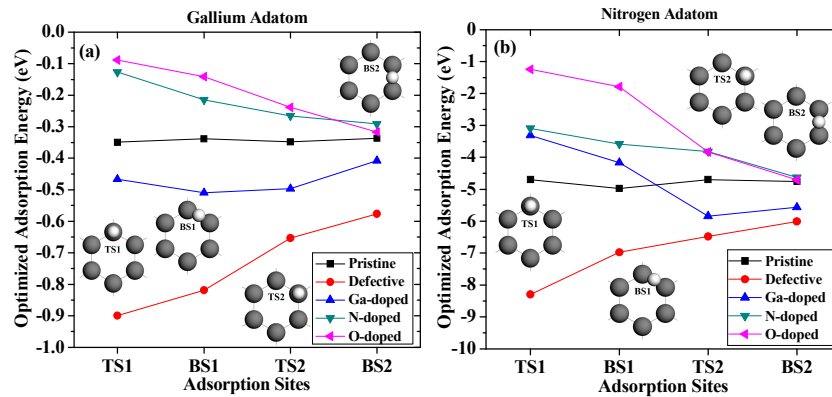 Gallium Adatom
(a)
Optimized Adsorption Energy (eV)
0.0
-0.1
-0.2
-0.3
-0.4
-0.5
-0.6
-0.7
-0.8
-0.9
-1.0
BS2
TS1
BS1
TS2
Pristine
Defective
Ga-doped
N-doped
O-doped
TS1 BS1 TS2 BS2
Adsorption Sites
Nitrogen Adatom
(b)
Optimized Adsorption Energy (eV)
0
-1
-2
-3
-4
-5
-6
-7
-8
-9
-10
TS2
BS2
TS1
BS1
Pristine
Defective
Ga-doped
N-doped
O-doped
TS1 BS1 TS2 BS2
Adsorption Sites